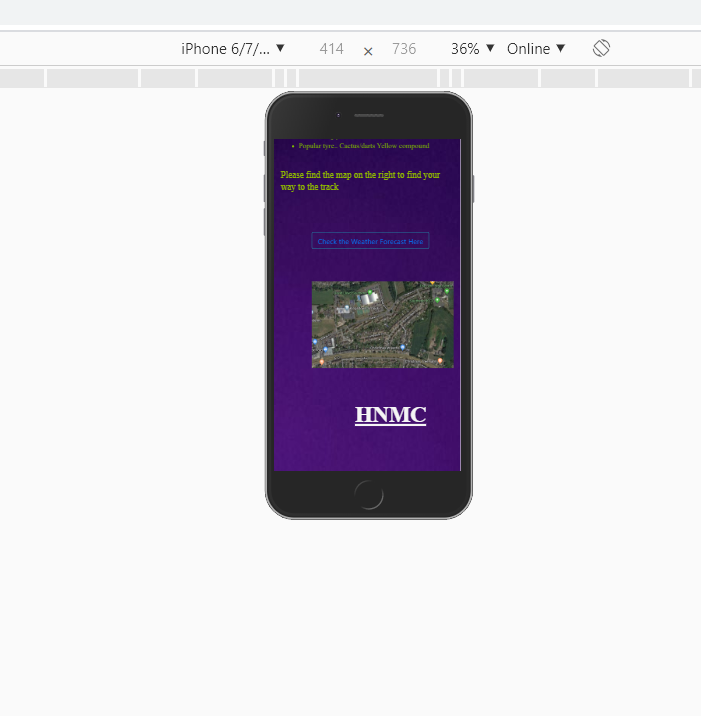 iPhone 6/7/... ▼ 414 × 736 36% ▼ Online ▼
• Popular tyre.. Cactus/darts Yellow compound
Please find the map on the right to find your
way to the track
Check the Weather Forecast Here
HNMC